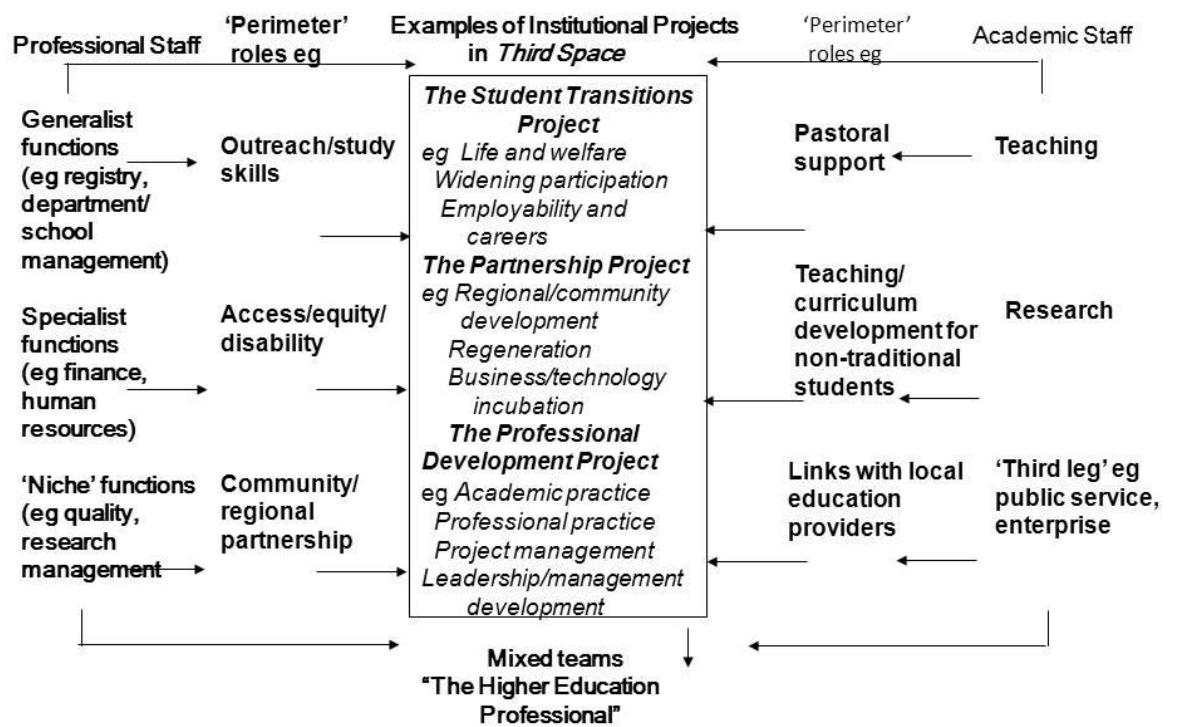 Professional Staff
‘Perimeter’
roles eg
Examples of Institutional Projects
in Third Space
‘Perimeter’
roles eg
Academic Staff
Generalist
functions
(eg registry,
department/
school
management)
Specialist
functions
(eg finance,
human
resources)
‘Niche’ functions
(eg quality,
research
management
Outreach/study
skills
Access/equity/
disability
Community/
regional
partnership
The Student Transitions
Project
eg Life and welfare
Widening participation
Employability and
careers
The Partnership Project
eg Regional/community
development
Regeneration
Business/technology
incubation
The Professional
Development Project
eg Academic practice
Professional practice
Project management
Leadership/management
development
Pastoral
support
Teaching/
curriculum
development for
non-traditional
students
Links with local
education
providers
Teaching
Research
‘Third leg’ eg
public service,
enterprise
Mixed teams
“The Higher Education
Professional”